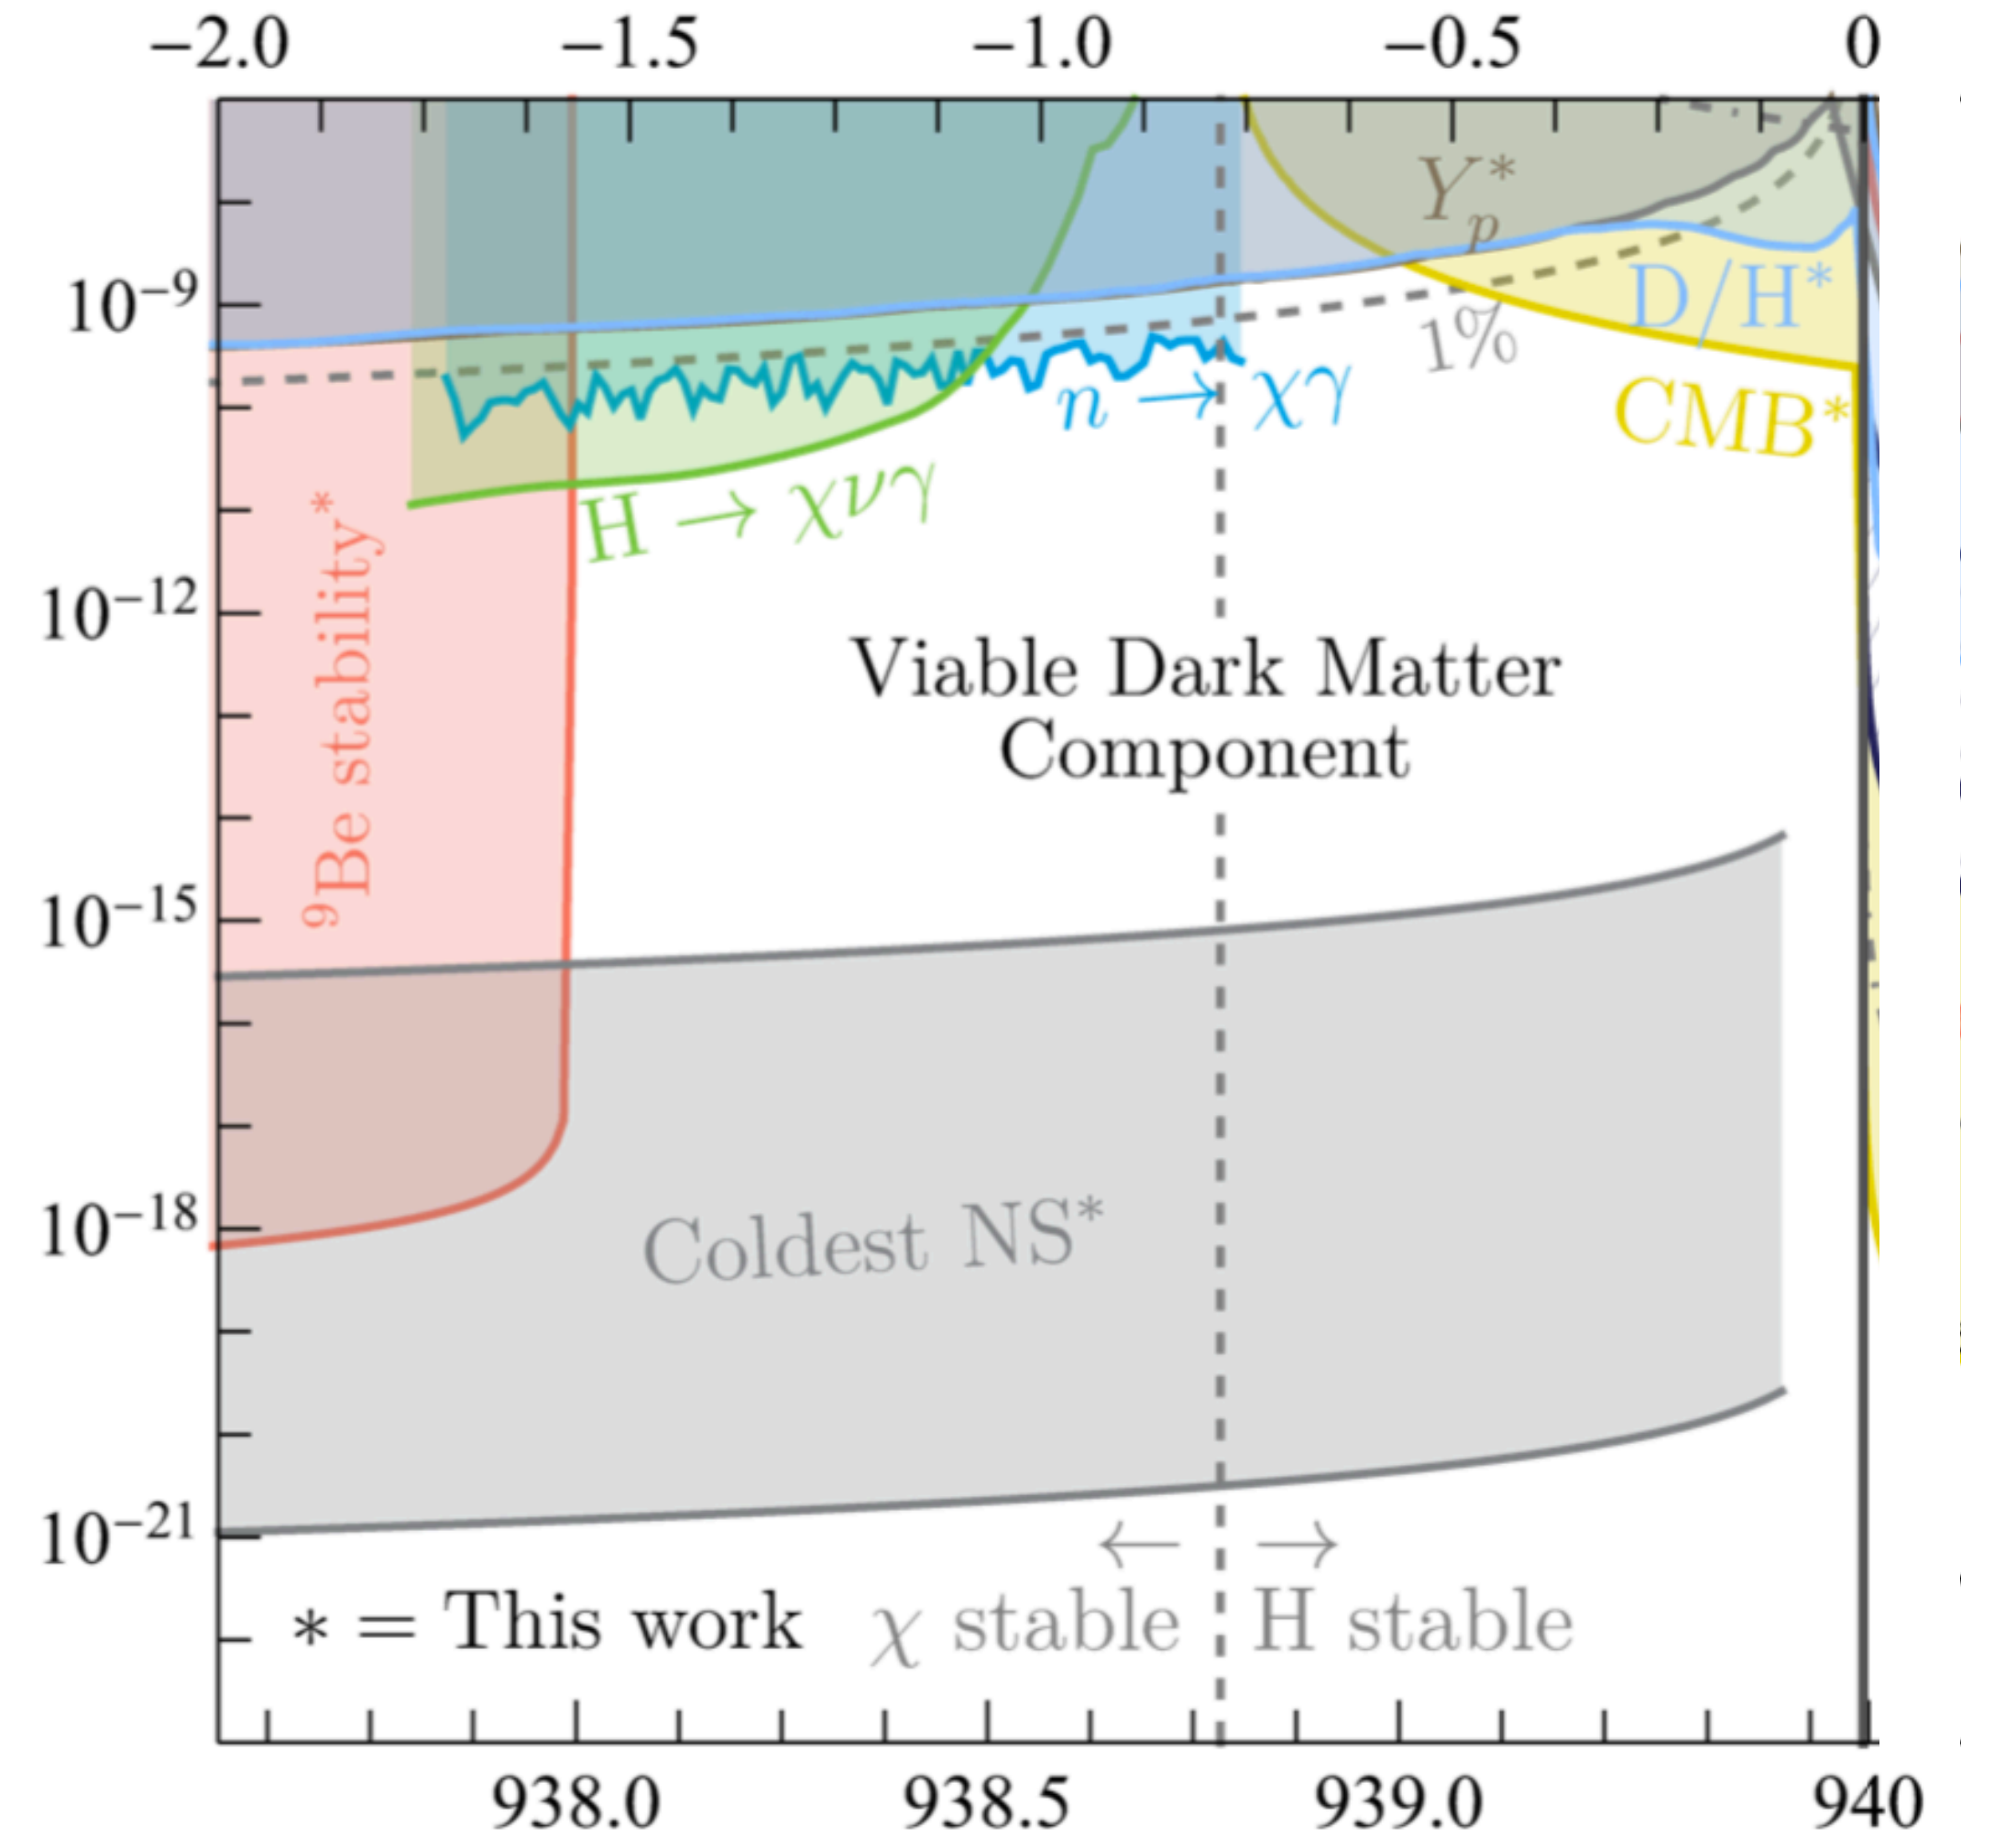 −2.0 −1.5 −1.0 −0.5 0
10⁻⁹
10⁻¹²
10⁻¹⁵
10⁻¹⁸
10⁻²¹
Yₚ*
D/H*
1%
CMB*
n → χγ
H → χνγ
⁹Be stability*
Viable Dark Matter
Component
Coldest NS*
← →
χ stable H stable
* = This work
938.0 938.5 939.0 940